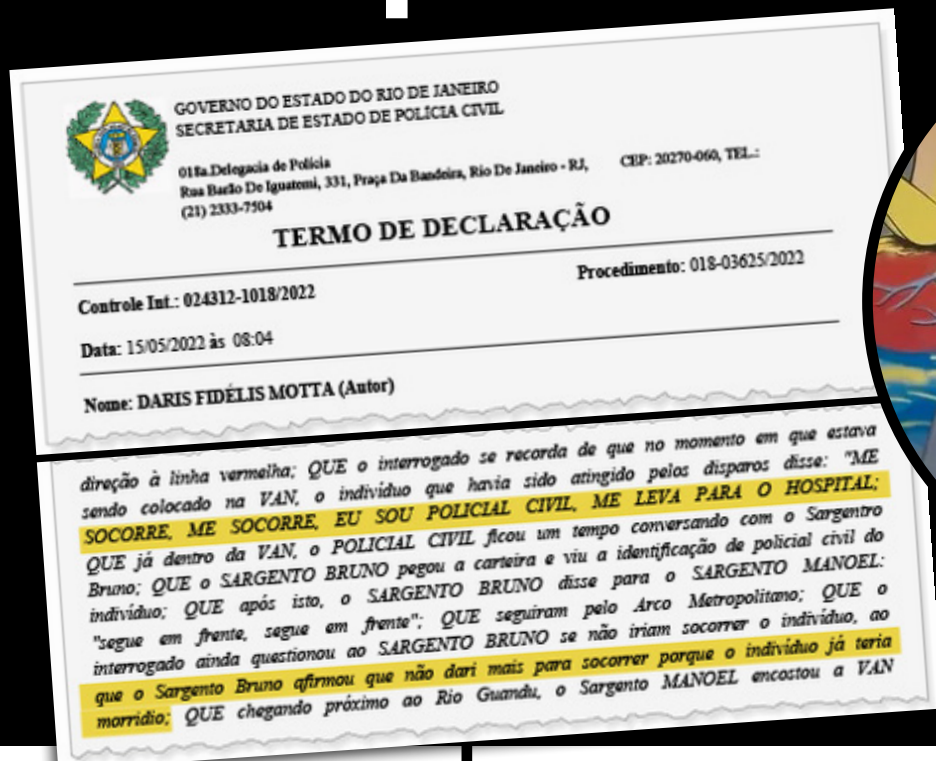 GOVERNO DO ESTADO DO RIO DE JANEIRO
SECRETARIA DE ESTADO DE POLÍCIA CIVIL
018a.Delegacia de Polícia
Rua Barão De Iguatemi, 331, Praça Da Bandeira, Rio De Janeiro - RJ, CEP: 20270-060, TEL.:
(21) 2333-7504
TERMO DE DECLARAÇÃO
Controle Int.: 024312-1018/2022 Procedimento: 018-03625/2022
Data: 15/05/2022 às 08:04
Nome: DARIS FIDÉLIS MOTTA (Autor)
direção à linha vermelha; QUE o interrogado se recorda de que no momento em que estava
sendo colocado na VAN, o indivíduo que havia sido atingido pelos disparos disse: "ME
SOCORRE, ME SOCORRE, EU SOU POLICIAL CIVIL, ME LEVA PARA O HOSPITAL;
QUE já dentro da VAN, o POLICIAL CIVIL ficou um tempo conversando com o Sargentro
Bruno; QUE o SARGENTO BRUNO pegou a carteira e viu a identificação de policial civil do
indivíduo; QUE após isto, o SARGENTO BRUNO disse para o SARGENTO MANOEL:
"segue em frente, segue em frente"; QUE seguiram pelo Arco Metropolitano; QUE o
interrogado ainda questionou ao SARGENTO BRUNO se não iriam socorrer o indivíduo, ao
que o Sargento Bruno afirmou que não dari mais para socorrer porque o indivíduo já teria
morridio; QUE chegando próximo ao Rio Guandu, o Sargento MANOEL encostou a VAN